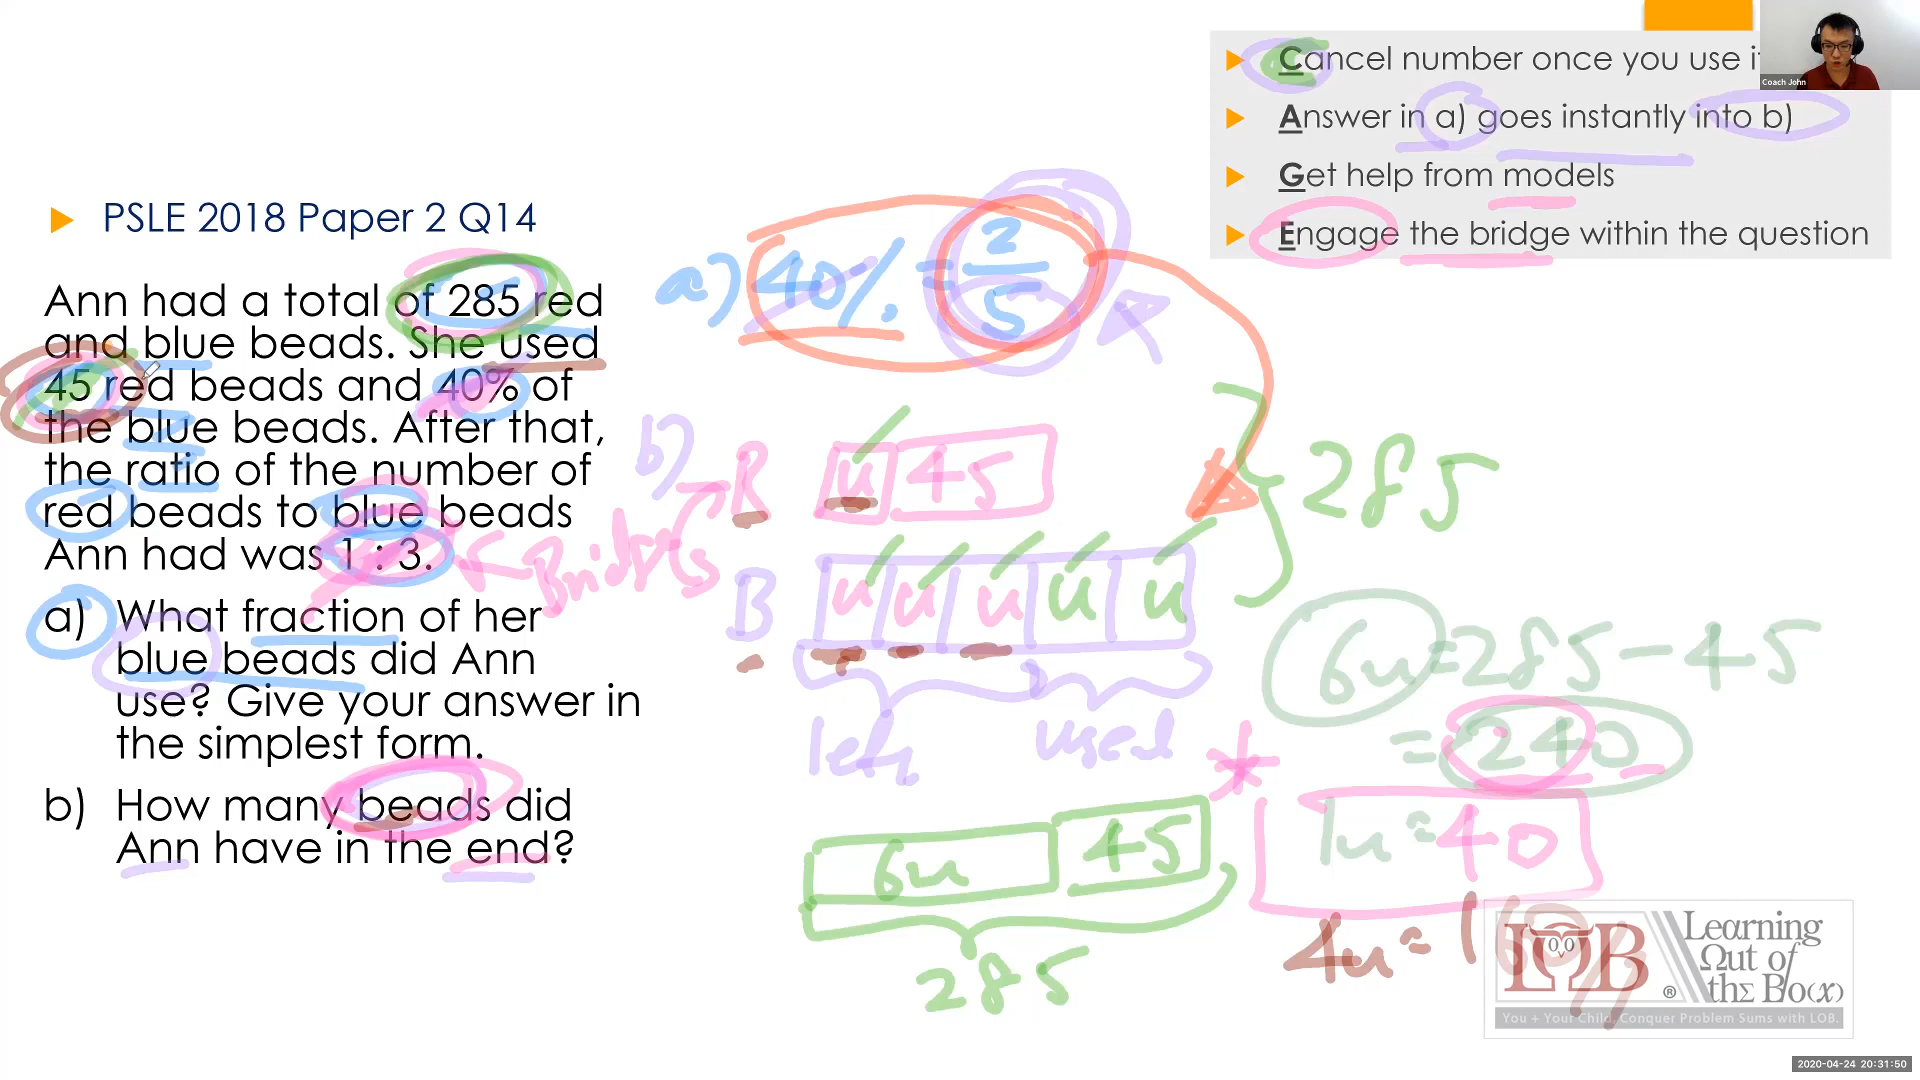 Cancel number once you use i
Coach John
Answer in a) goes instantly into b)
Get help from models
Engage the bridge within the question
PSLE 2018 Paper 2 Q14
Ann had a total of 285 red
and blue beads. She used
45 red beads and 40% of
the blue beads. After that,
the ratio of the number of
red beads to blue beads
Ann had was 1 : 3.
a) What fraction of her
blue beads did Ann
use? Give your answer in
the simplest form.
b) How many beads did
Ann have in the end?
a) 40% = 2/5
b) R u 45
285
Bridge
B u u u u u
left used
6u = 285 - 45
= 240
1u = 40
4u = 160
6u 45
285
LOB ®
Learning
Out of
the Bo(x)
You + Your Child, Conquer Problem Sums with LOB.
2020-04-24 20:31:50